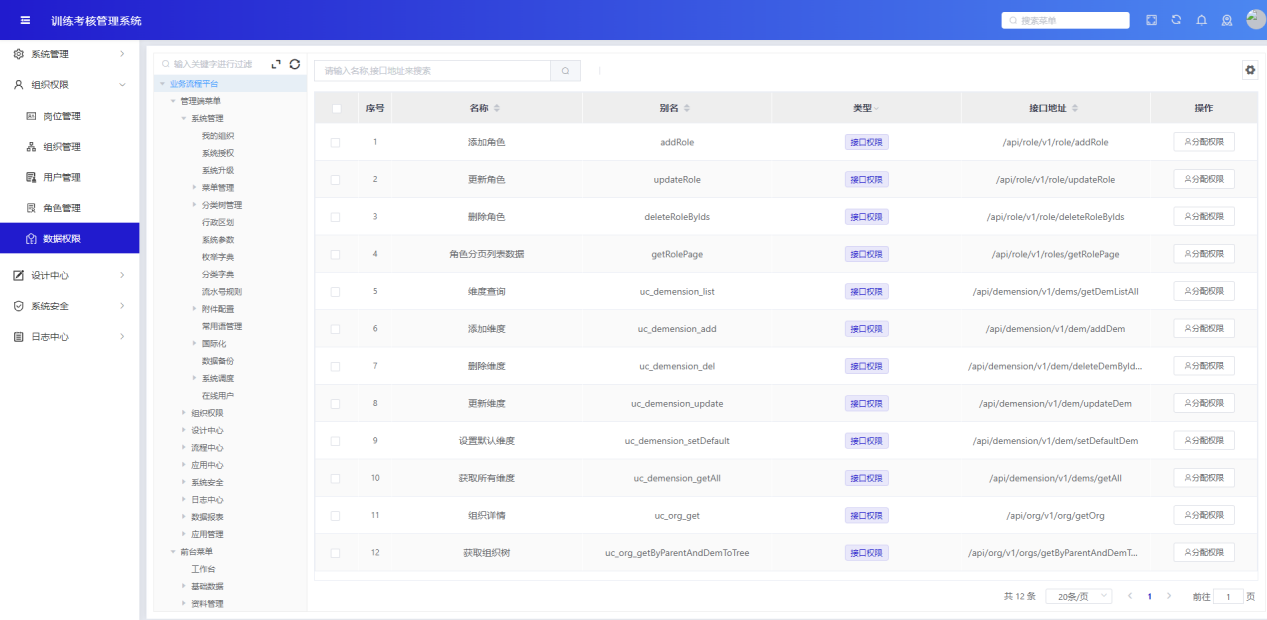 训练考核管理系统
搜索菜单
系统管理
组织权限
岗位管理
组织管理
用户管理
角色管理
数据权限
设计中心
系统安全
日志中心
输入关键字进行过滤
业务流程平台
管理端菜单
系统管理
我的组织
系统授权
系统升级
菜单管理
分类树管理
行政区划
系统参数
枚举字典
分类字典
流水号规则
附件配置
常用语管理
国际化
数据备份
系统调度
在线用户
组织权限
设计中心
流程中心
应用中心
系统安全
日志中心
数据报表
应用管理
前台菜单
工作台
基础数据
资料管理
请输入名称,接口地址来搜索
序号 名称 别名 类型 接口地址 操作
1 添加角色 addRole 接口权限 /api/role/v1/role/addRole 分配权限
2 更新角色 updateRole 接口权限 /api/role/v1/role/updateRole 分配权限
3 删除角色 deleteRoleByIds 接口权限 /api/role/v1/role/deleteRoleByIds 分配权限
4 角色分页列表数据 getRolePage 接口权限 /api/role/v1/roles/getRolePage 分配权限
5 维度查询 uc_demension_list 接口权限 /api/demension/v1/dems/getDemListAll 分配权限
6 添加维度 uc_demension_add 接口权限 /api/demension/v1/dem/addDem 分配权限
7 删除维度 uc_demension_del 接口权限 /api/demension/v1/dem/deleteDemById... 分配权限
8 更新维度 uc_demension_update 接口权限 /api/demension/v1/dem/updateDem 分配权限
9 设置默认维度 uc_demension_setDefault 接口权限 /api/demension/v1/dem/setDefaultDem 分配权限
10 获取所有维度 uc_demension_getAll 接口权限 /api/demension/v1/dems/getAll 分配权限
11 组织详情 uc_org_get 接口权限 /api/org/v1/org/getOrg 分配权限
12 获取组织树 uc_org_getByParentAndDemToTree 接口权限 /api/org/v1/orgs/getByParentAndDemT... 分配权限
共 12 条 20条/页 1 前往 1 页